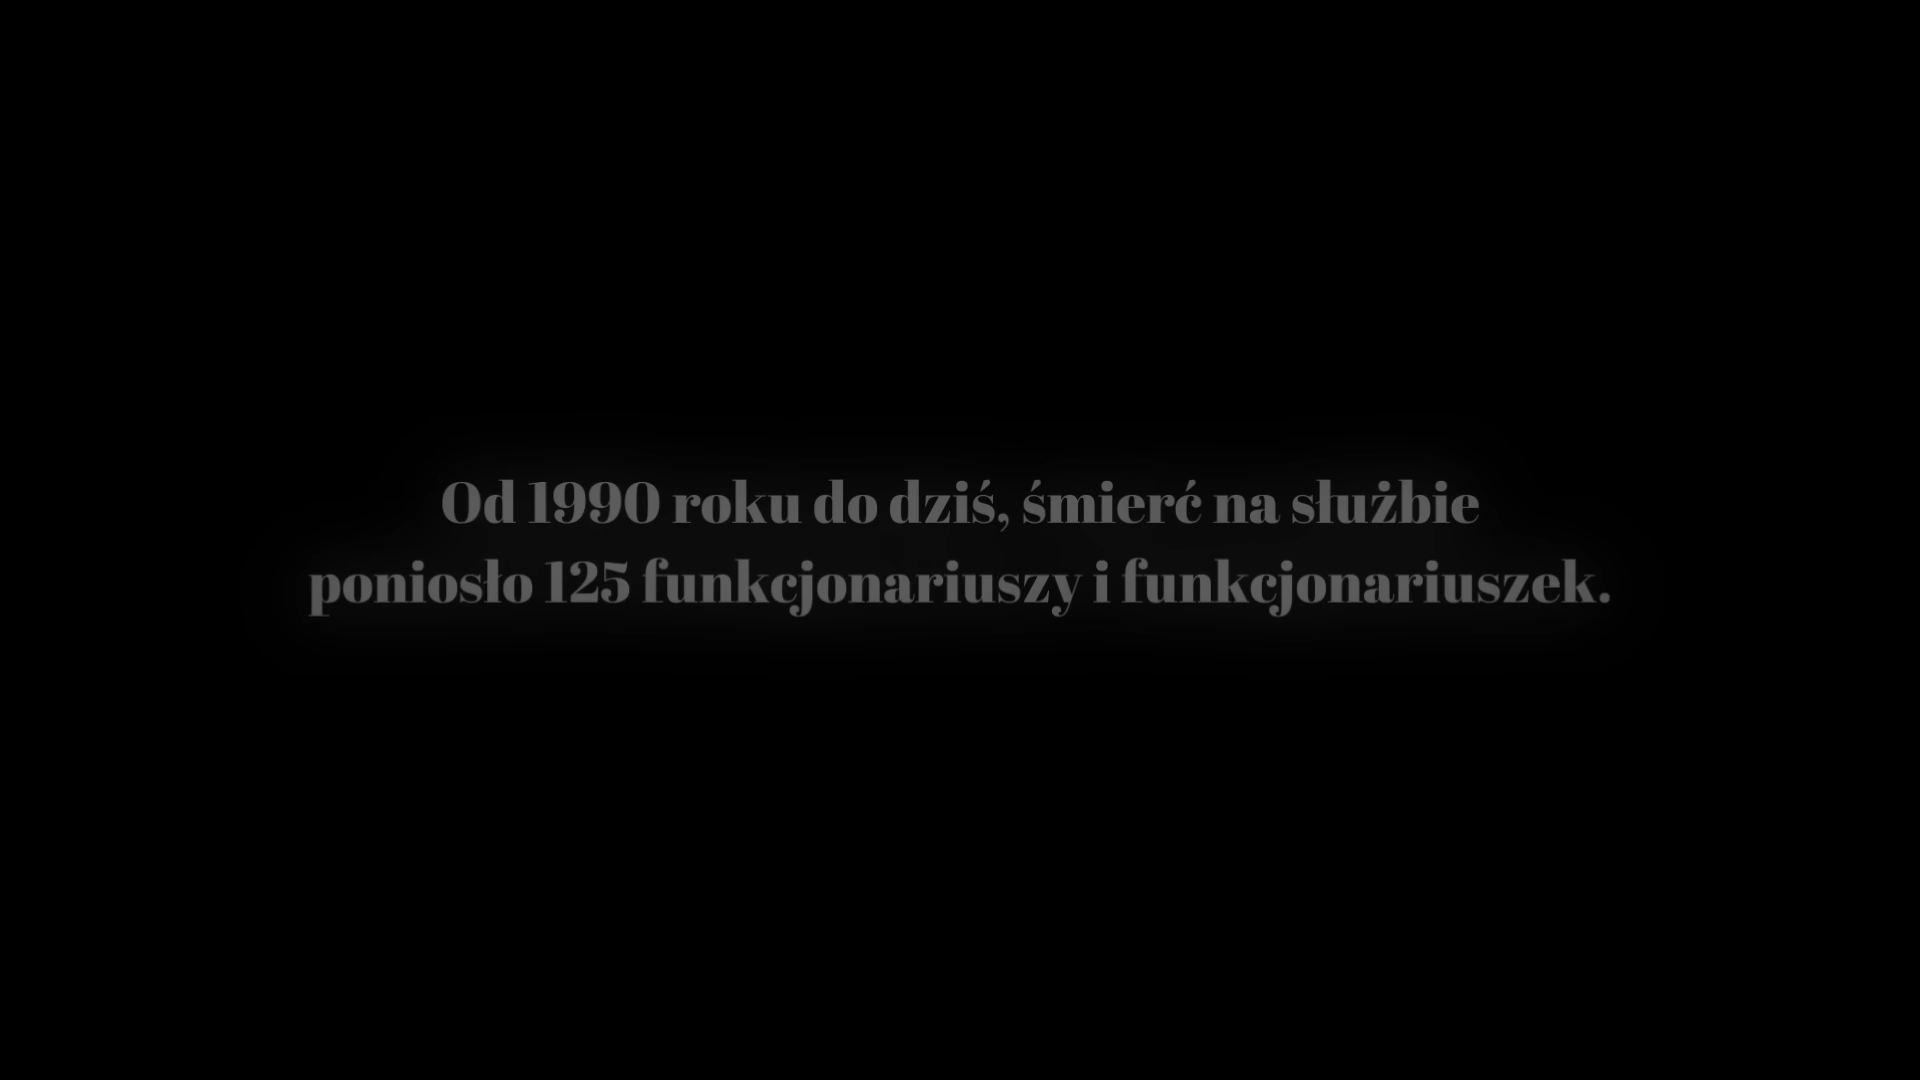 Od 1990 roku do dziś, śmierć na służbie
poniosło 125 funkcjonariuszy i funkcjonariuszek.